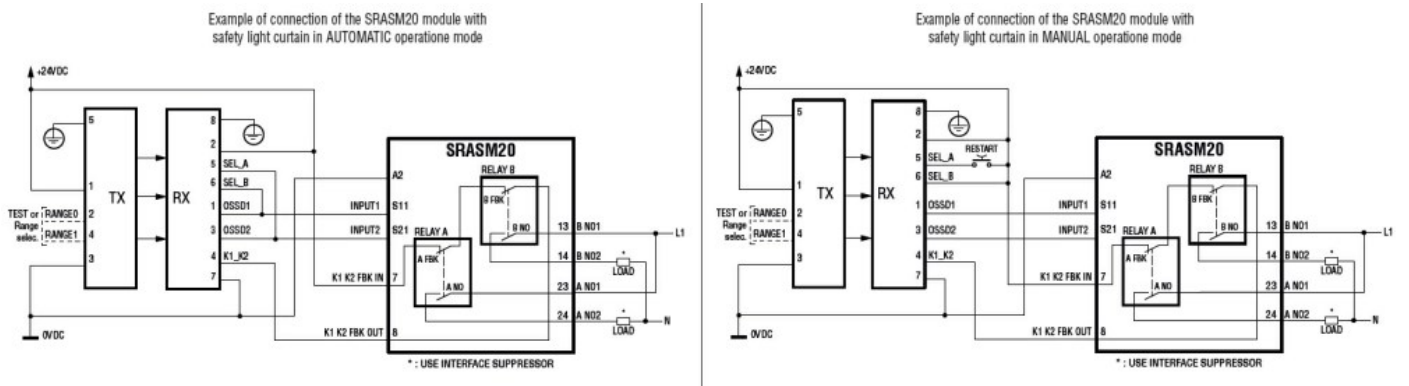 Example of connection of the SRASM20 module with
safety light curtain in AUTOMATIC operatione mode
+24VDC
5
8
2
SRASM20
5 SEL_A
RELAY B
A2
6 SEL_B
1
TX
RX
B FBK
TEST or
RANGE0
2
1 OSSD1
INPUT1
S11
Range
selec.
RANGE1
4
3 OSSD2
INPUT2
S21
RELAY A
B NO
13 B NO1
L1
3
4 K1_K2
A FBK
14 B NO2
*
LOAD
7
K1 K2 FBK IN
7
A NO
23 A NO1
24 A NO2
*
LOAD
N
0VDC
K1 K2 FBK OUT
8
* : USE INTERFACE SUPPRESSOR
Example of connection of the SRASM20 module with
safety light curtain in MANUAL operatione mode
+24VDC
5
8
2
RESTART
SRASM20
5 SEL_A
RELAY B
A2
6 SEL_B
1
TX
RX
B FBK
TEST or
RANGE0
2
1 OSSD1
INPUT1
S11
Range
selec.
RANGE1
4
3 OSSD2
INPUT2
S21
RELAY A
B NO
13 B NO1
L1
3
4 K1_K2
A FBK
14 B NO2
*
LOAD
7
K1 K2 FBK IN
7
A NO
23 A NO1
24 A NO2
*
LOAD
N
0VDC
K1 K2 FBK OUT
8
* : USE INTERFACE SUPPRESSOR